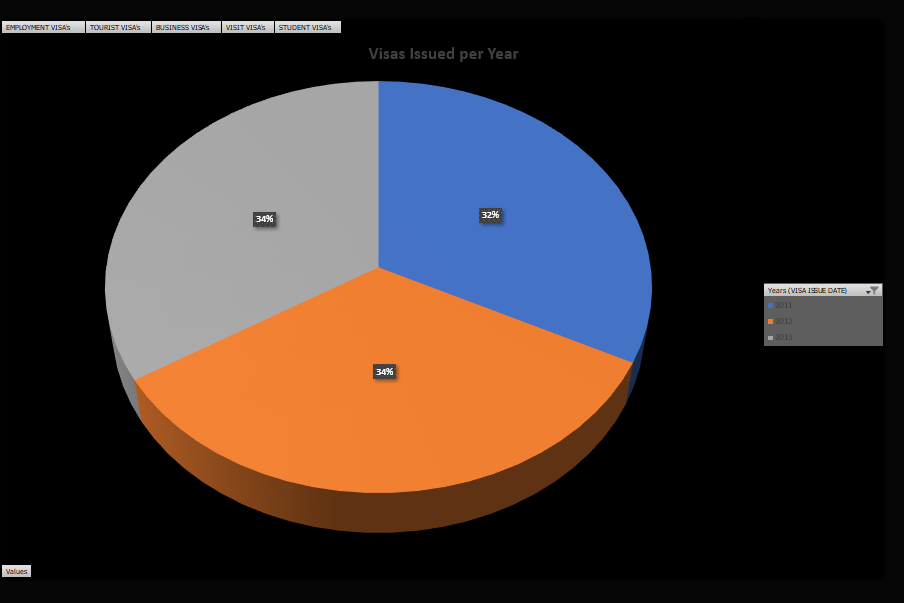 EMPLOYMENT VISA's TOURIST VISA's BUSINESS VISA's VISIT VISA's STUDENT VISA's
Visas Issued per Year
34%
32%
34%
Years (VISA ISSUE DATE)
2011
2012
2013
Values